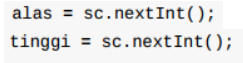 alas = sc.nextInt();
tinggi = sc.nextInt();